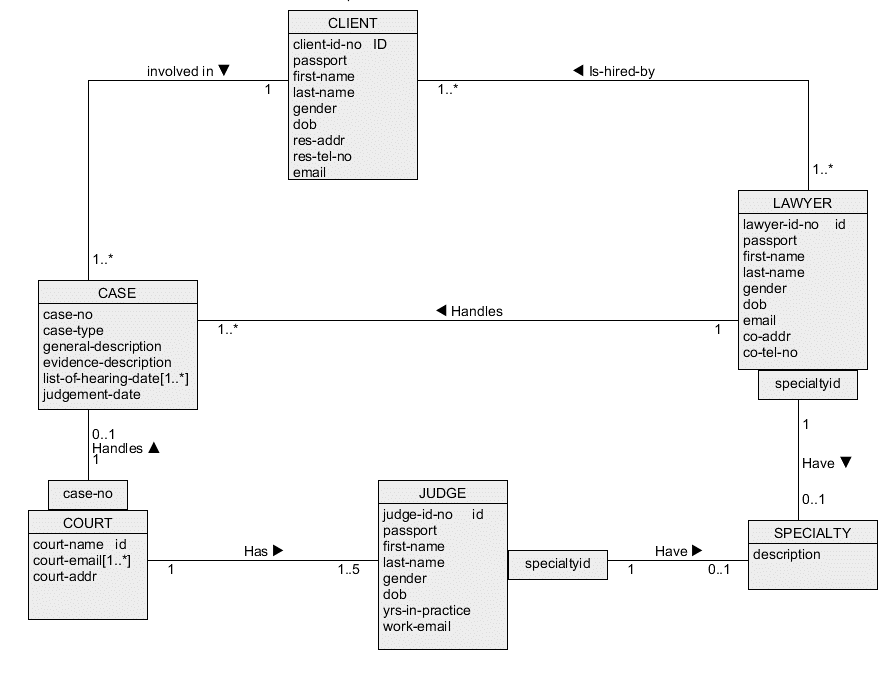 CLIENT
client-id-no ID
passport
first-name
last-name
gender
dob
res-addr
res-tel-no
email
involved in ▼
1
1..*
◄ Is-hired-by
1..*
1..*
LAWYER
lawyer-id-no id
passport
first-name
last-name
gender
dob
email
co-addr
co-tel-no
specialtyid
CASE
case-no
case-type
general-description
evidence-description
list-of-hearing-date[1..*]
judgement-date
◄ Handles
1..*
1
0..1
Handles ▲
1
case-no
COURT
court-name id
court-email[1..*]
court-addr
Has ►
1
1..5
JUDGE
judge-id-no id
passport
first-name
last-name
gender
dob
yrs-in-practice
work-email
specialtyid
Have ►
1
0..1
1
Have ▼
0..1
SPECIALTY
description